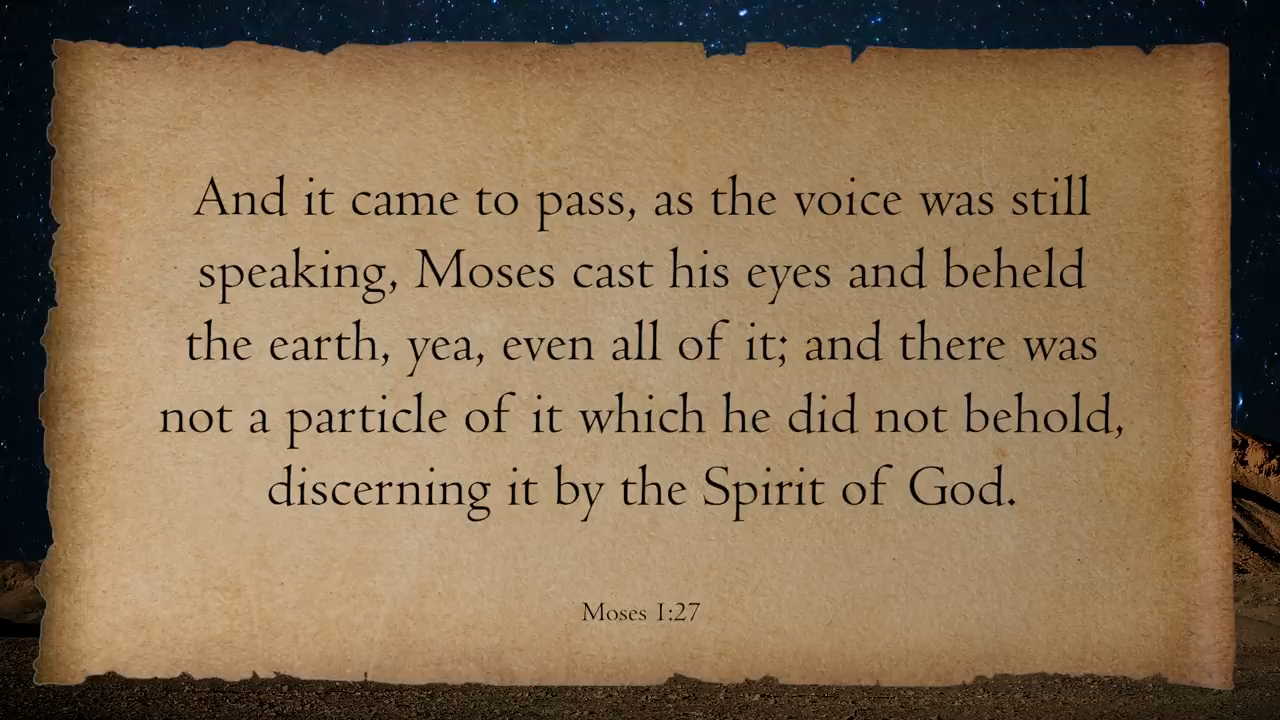 And it came to pass, as the voice was still
speaking, Moses cast his eyes and beheld
the earth, yea, even all of it; and there was
not a particle of it which he did not behold,
discerning it by the Spirit of God.
Moses 1:27